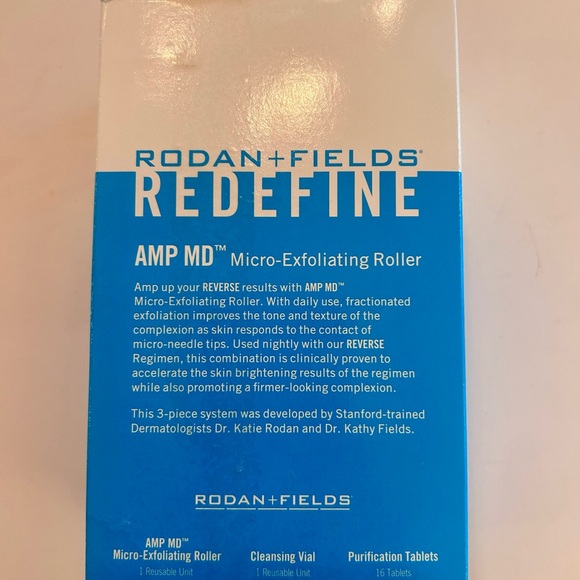 RODAN+FIELDS®
REDEFINE
AMP MD™ Micro-Exfoliating Roller
Amp up your REVERSE results with AMP MD™
Micro-Exfoliating Roller. With daily use, fractionated
exfoliation improves the tone and texture of the
complexion as skin responds to the contact of
micro-needle tips. Used nightly with our REVERSE
Regimen, this combination is clinically proven to
accelerate the skin brightening results of the regimen
while also promoting a firmer-looking complexion.
This 3-piece system was developed by Stanford-trained
Dermatologists Dr. Katie Rodan and Dr. Kathy Fields.
RODAN+FIELDS®
AMP MD™
Micro-Exfoliating Roller Cleansing Vial Purification Tablets
1 Reusable Unit 1 Reusable Unit 16 Tablets